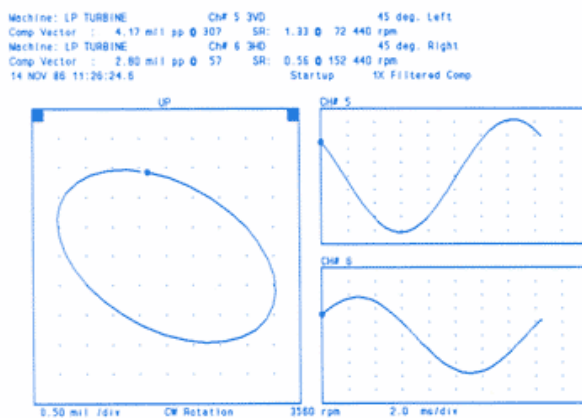 Machine: LP TURBINE Ch# 5 3VD 45 deg. Left
Comp Vector : 4.17 mil pp @ 307 SR: 1.33 @ 72 440 rpm
Machine: LP TURBINE Ch# 6 3HD 45 deg. Right
Comp Vector : 2.80 mil pp @ 57 SR: 0.56 @ 152 440 rpm
14 NOV 86 11:26:24.6 Startup 1X Filtered Comp
UP
CH# 5
CH# 6
0.50 mil /div CW Rotation 3560 rpm 2.0 ms/div